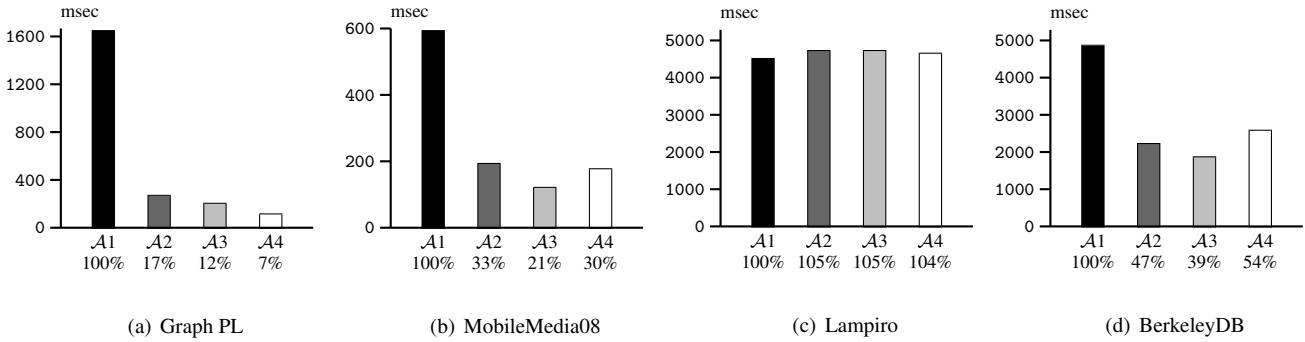 msec
1600
1200
800
400
0
𝒜1 𝒜2 𝒜3 𝒜4
100% 17% 12% 7%
(a) Graph PL
msec
600
400
200
0
𝒜1 𝒜2 𝒜3 𝒜4
100% 33% 21% 30%
(b) MobileMedia08
msec
5000
4000
3000
2000
1000
0
𝒜1 𝒜2 𝒜3 𝒜4
100% 105% 105% 104%
(c) Lampiro
msec
5000
4000
3000
2000
1000
0
𝒜1 𝒜2 𝒜3 𝒜4
100% 47% 39% 54%
(d) BerkeleyDB